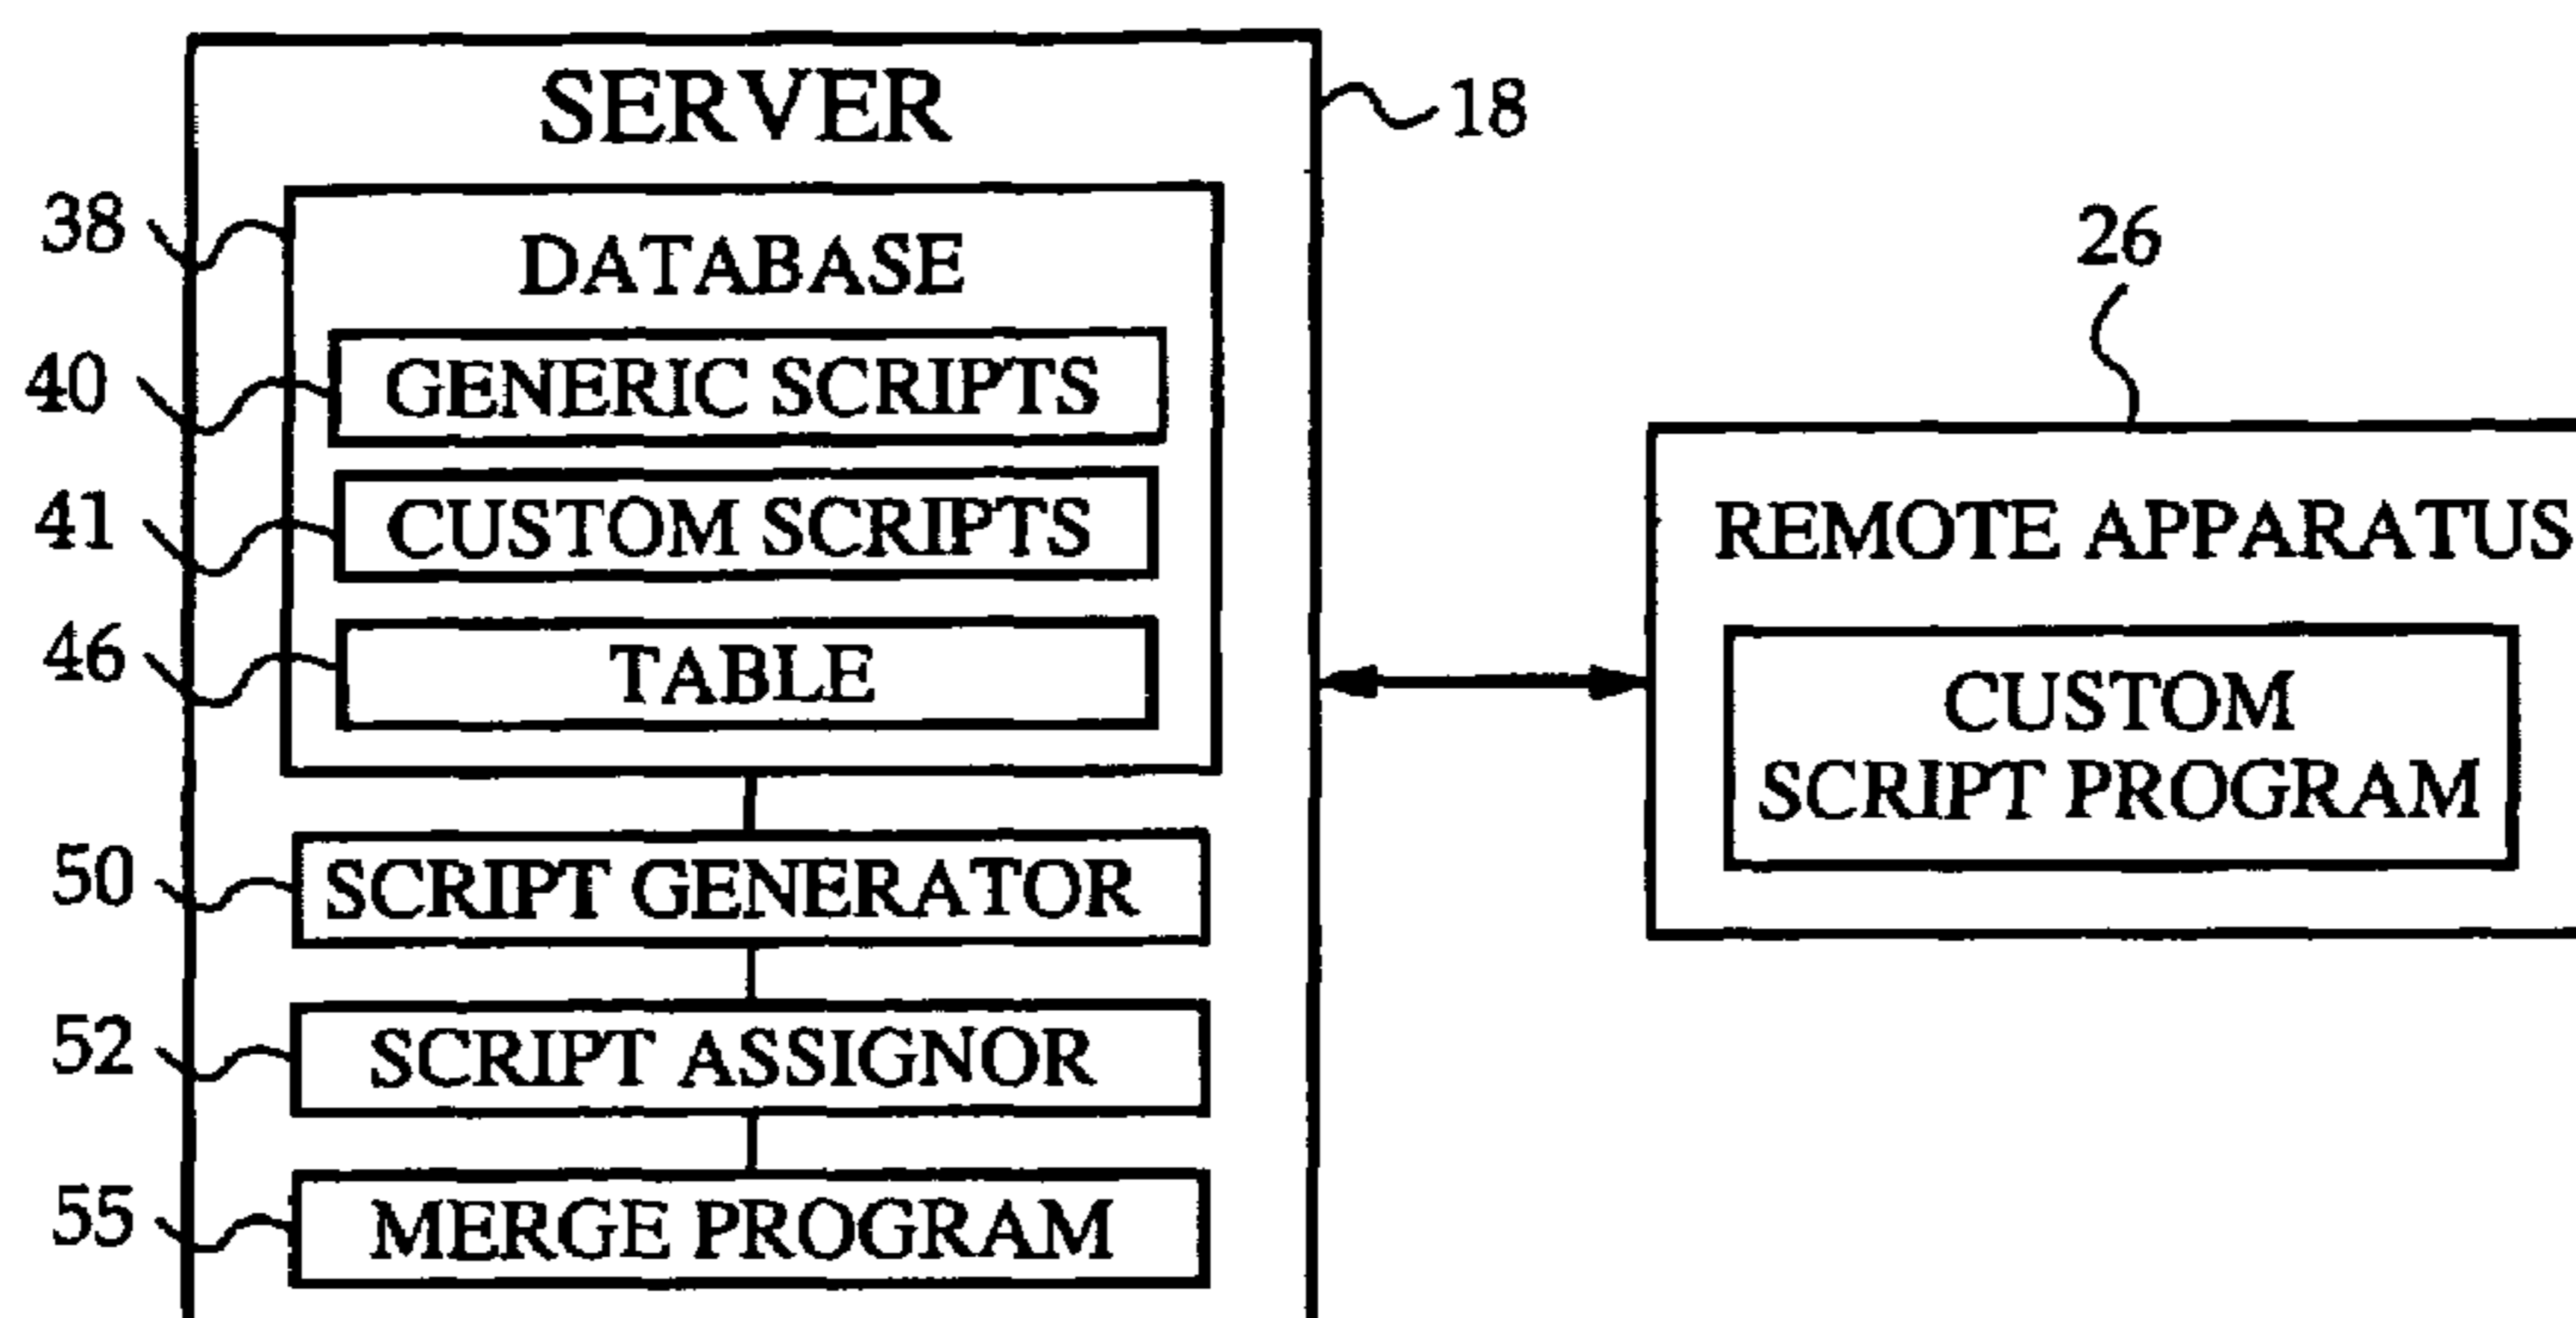 SERVER
18
38
DATABASE
40
GENERIC SCRIPTS
41
CUSTOM SCRIPTS
46
TABLE
50
SCRIPT GENERATOR
52
SCRIPT ASSIGNOR
55
MERGE PROGRAM
26
REMOTE APPARATUS
CUSTOM
SCRIPT PROGRAM